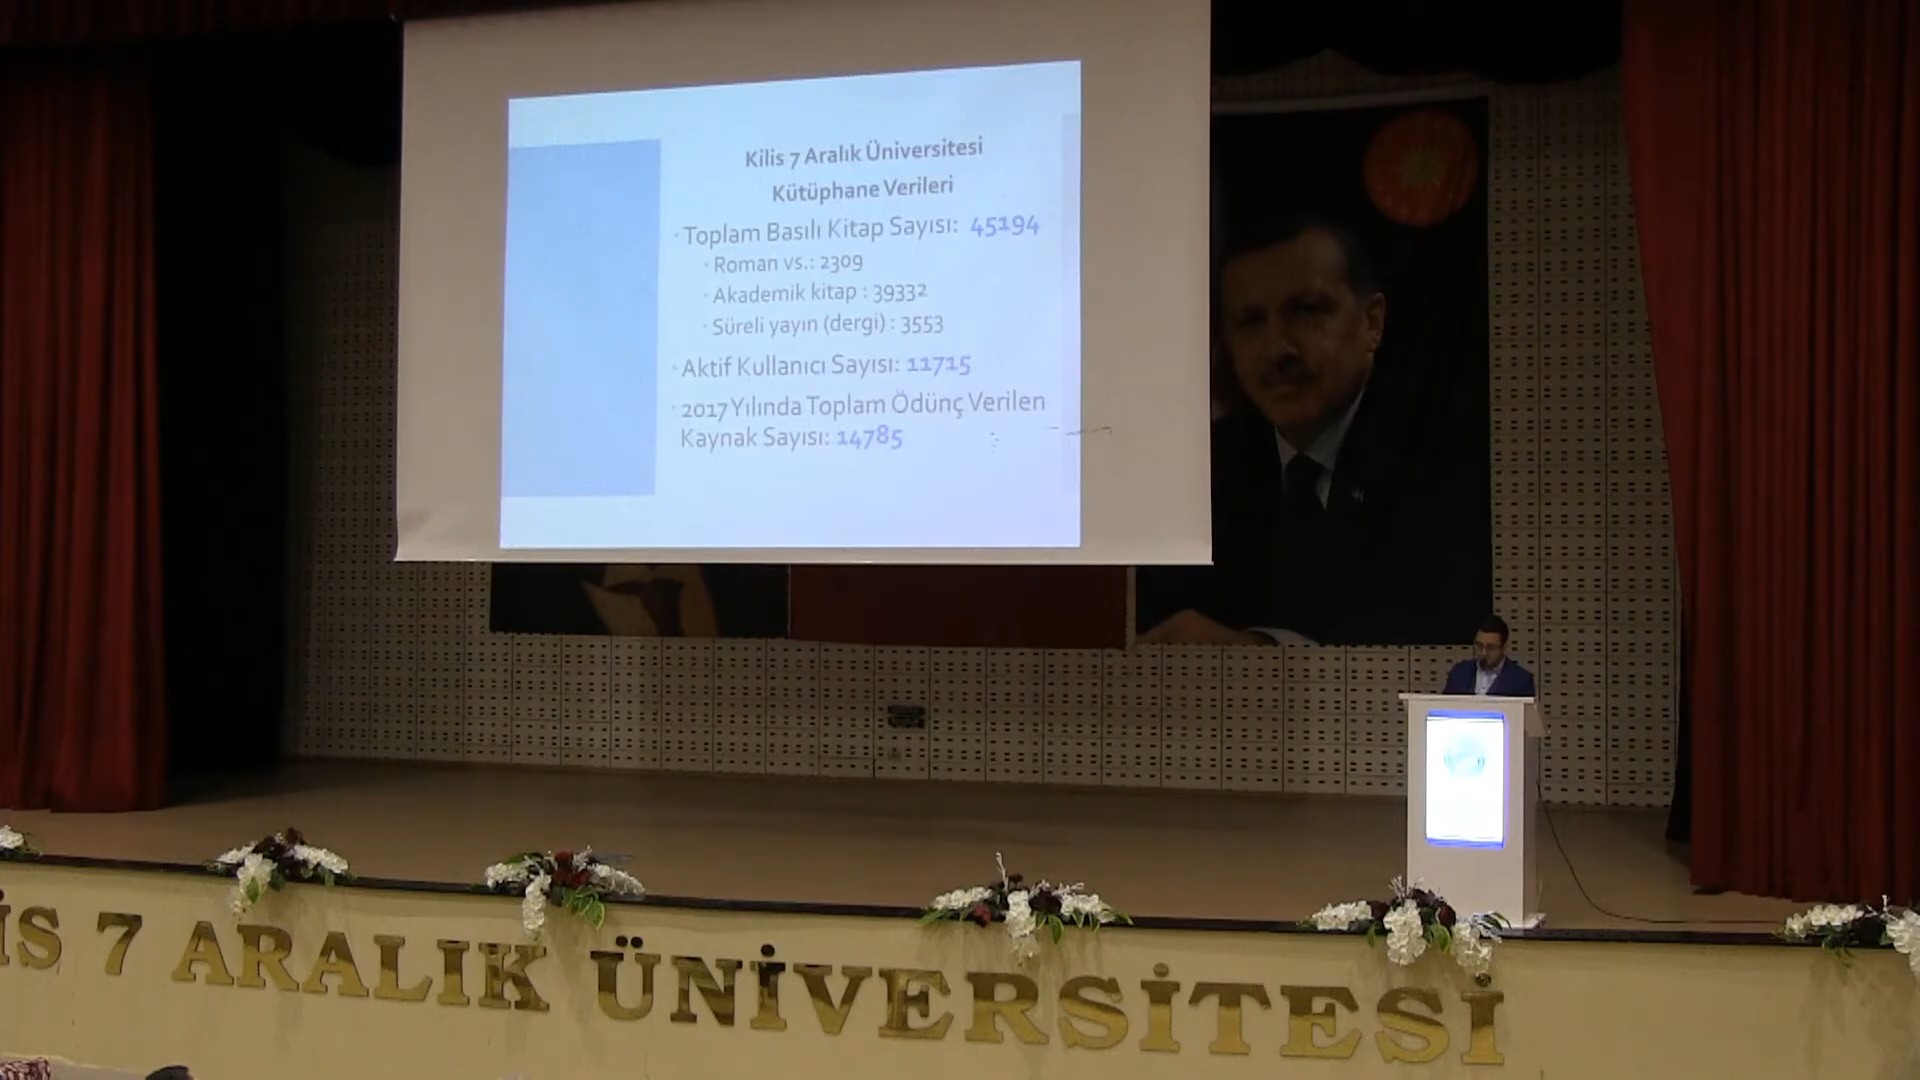 Kilis 7 Aralık Üniversitesi
Kütüphane Verileri
Toplam Basılı Kitap Sayısı: 45194
Roman vs.: 2309
Akademik kitap : 39332
Süreli yayın (dergi) : 3553
Aktif Kullanıcı Sayısı: 11715
2017 Yılında Toplam Ödünç Verilen
Kaynak Sayısı: 14785
İS 7 ARALIK ÜNİVERSİTESİ